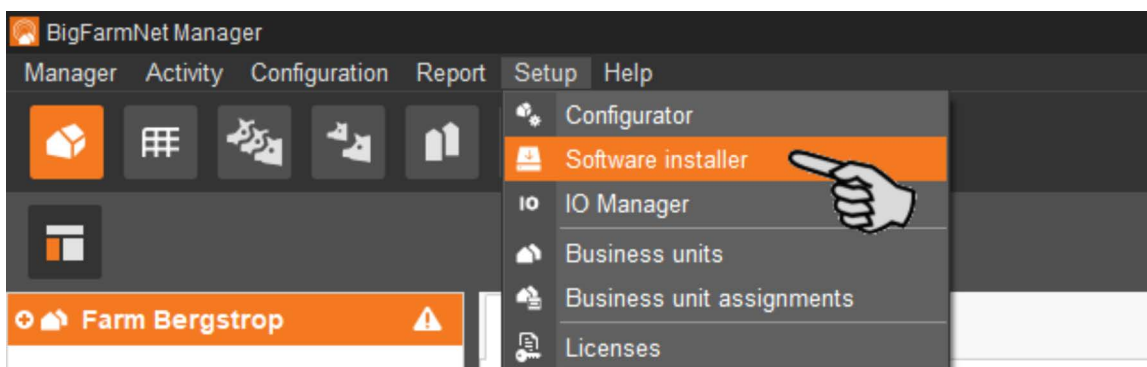 BigFarmNet Manager
Manager Activity Configuration Report Setup Help
Configurator
Software installer
IO IO Manager
Business units
Business unit assignments
Farm Bergstrop
Licenses